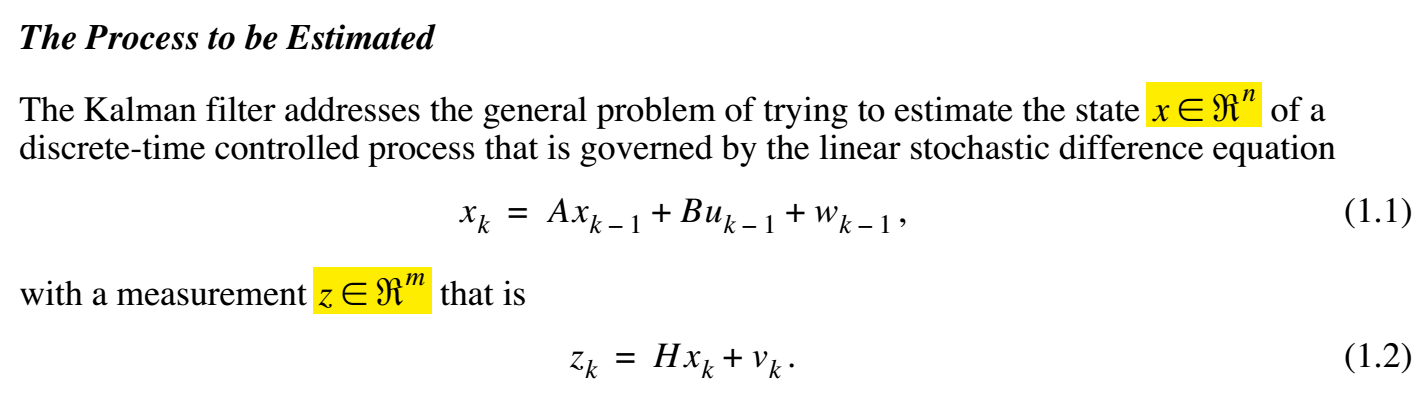 The Process to be Estimated
The Kalman filter addresses the general problem of trying to estimate the state x ∈ ℜⁿ of a
discrete-time controlled process that is governed by the linear stochastic difference equation
xₖ = Axₖ₋₁ + Buₖ₋₁ + wₖ₋₁ , (1.1)
with a measurement z ∈ ℜᵐ that is
zₖ = Hxₖ + vₖ . (1.2)